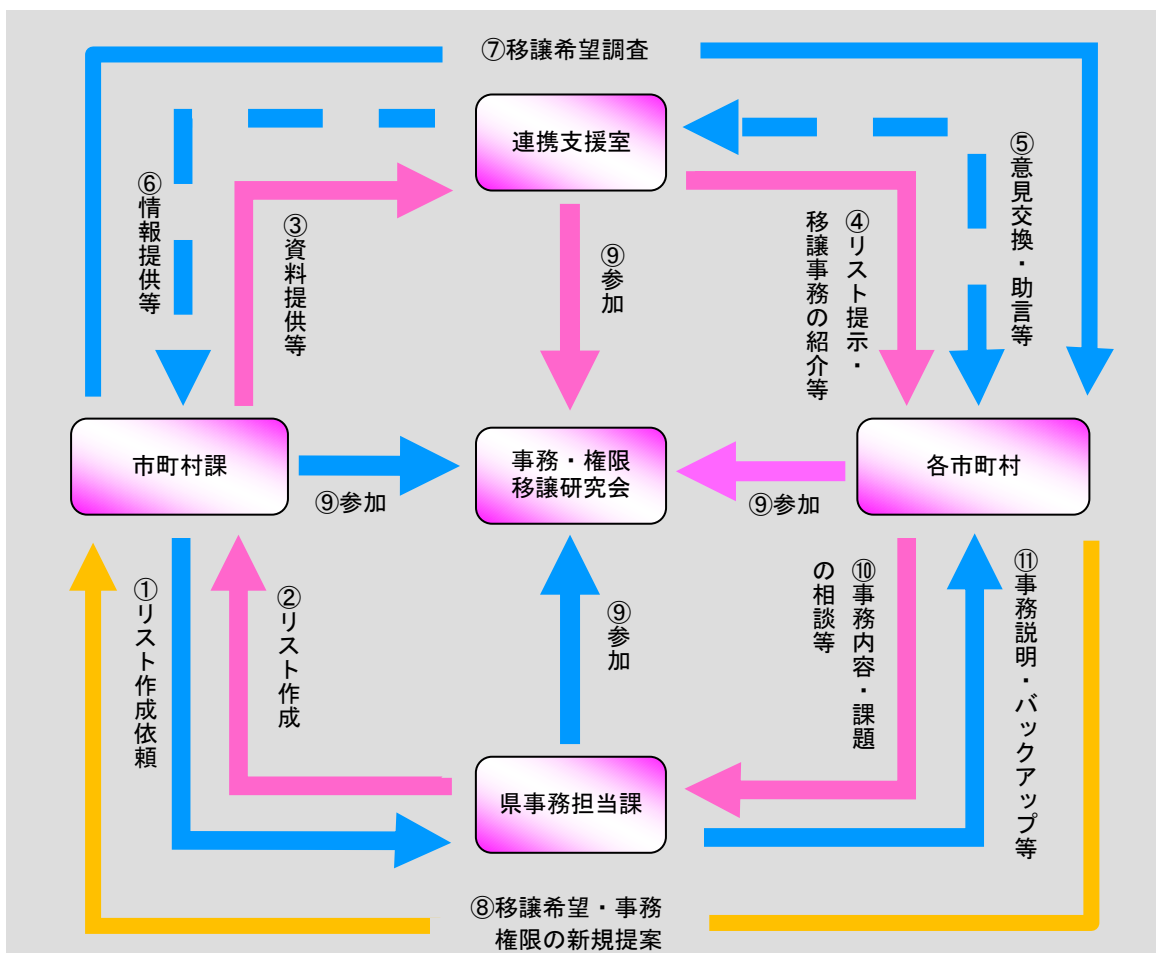 ⑦移譲希望調査
連携支援室
⑥情報提供等
③資料提供等
⑨参加
④リスト提示・
移譲事務の紹介等
⑤意見交換・助言等
市町村課
⑨参加
事務・権限
移譲研究会
⑨参加
各市町村
①リスト作成依頼
②リスト作成
⑨参加
⑩事務内容・課題
の相談等
⑪事務説明・バックアップ等
県事務担当課
⑧移譲希望・事務
権限の新規提案